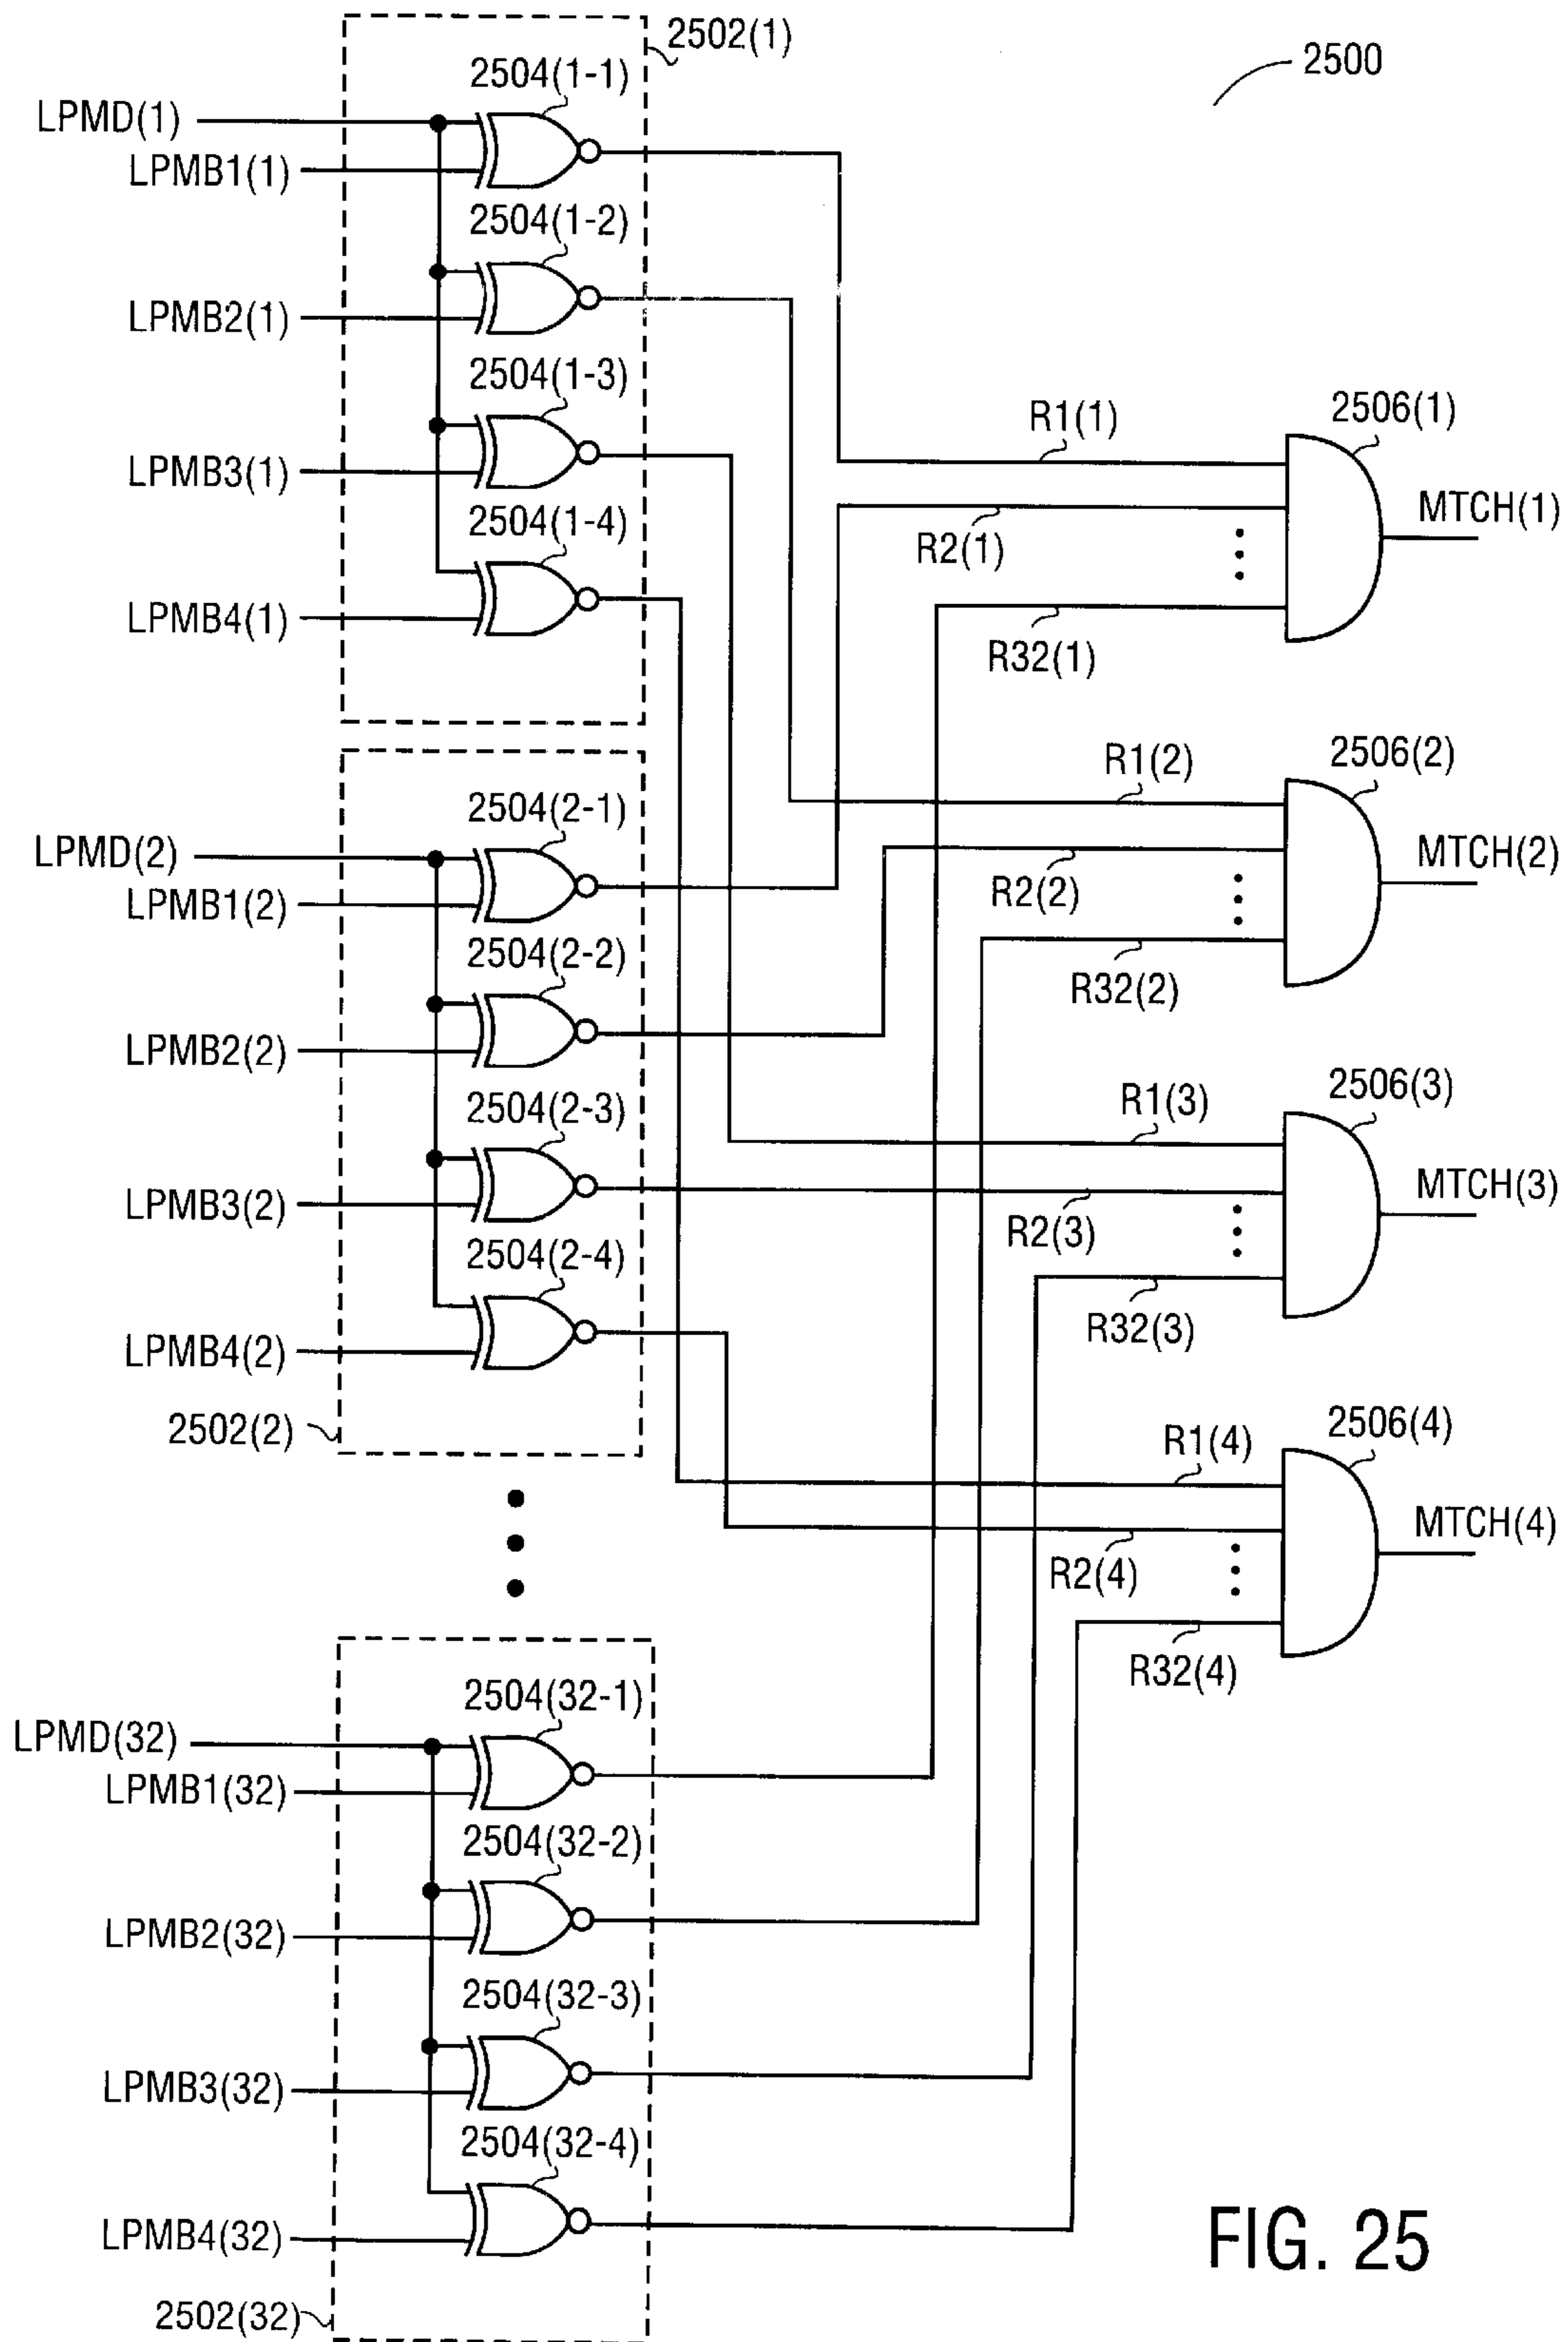 2502(1)
2500
2504(1-1)
LPMD(1)
LPMB1(1)
2504(1-2)
LPMB2(1)
2504(1-3)
LPMB3(1)
2504(1-4)
LPMB4(1)
R1(1)
2506(1)
MTCH(1)
R2(1)
R32(1)
2504(2-1)
LPMD(2)
LPMB1(2)
2504(2-2)
LPMB2(2)
2504(2-3)
LPMB3(2)
2504(2-4)
LPMB4(2)
2502(2)
R1(2)
2506(2)
MTCH(2)
R2(2)
R32(2)
R1(3)
2506(3)
MTCH(3)
R2(3)
R32(3)
R1(4)
2506(4)
MTCH(4)
R2(4)
R32(4)
2504(32-1)
LPMD(32)
LPMB1(32)
2504(32-2)
LPMB2(32)
2504(32-3)
LPMB3(32)
2504(32-4)
LPMB4(32)
2502(32)
FIG. 25